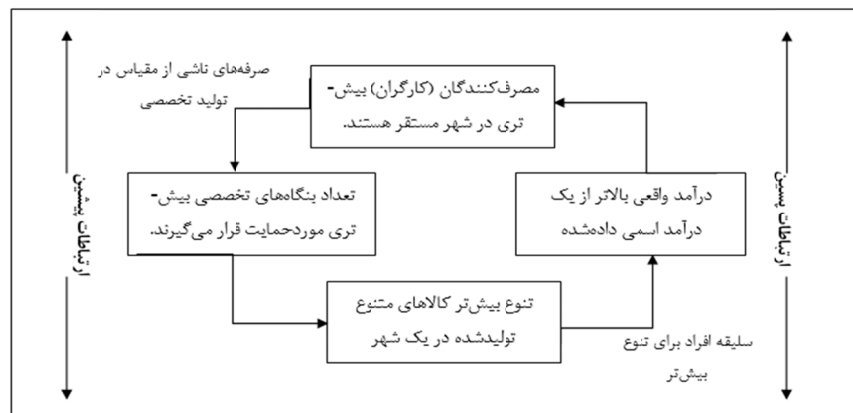 صرفه‌های ناشی از مقیاس در
تولید تخصصی
مصرف‌کنندگان (کارگران) بیش-
تری در شهر مستقر هستند.
ارتباطات پسین
درآمد واقعی بالاتر از یک
درآمد اسمی داده‌شده
تعداد بنگاه‌های تخصصی بیش-
تری موردحمایت قرار می‌گیرند.
ارتباطات پیشین
تنوع بیش‌تر کالاهای متنوع
تولیدشده در یک شهر
سلیقه افراد برای تنوع
بیش‌تر